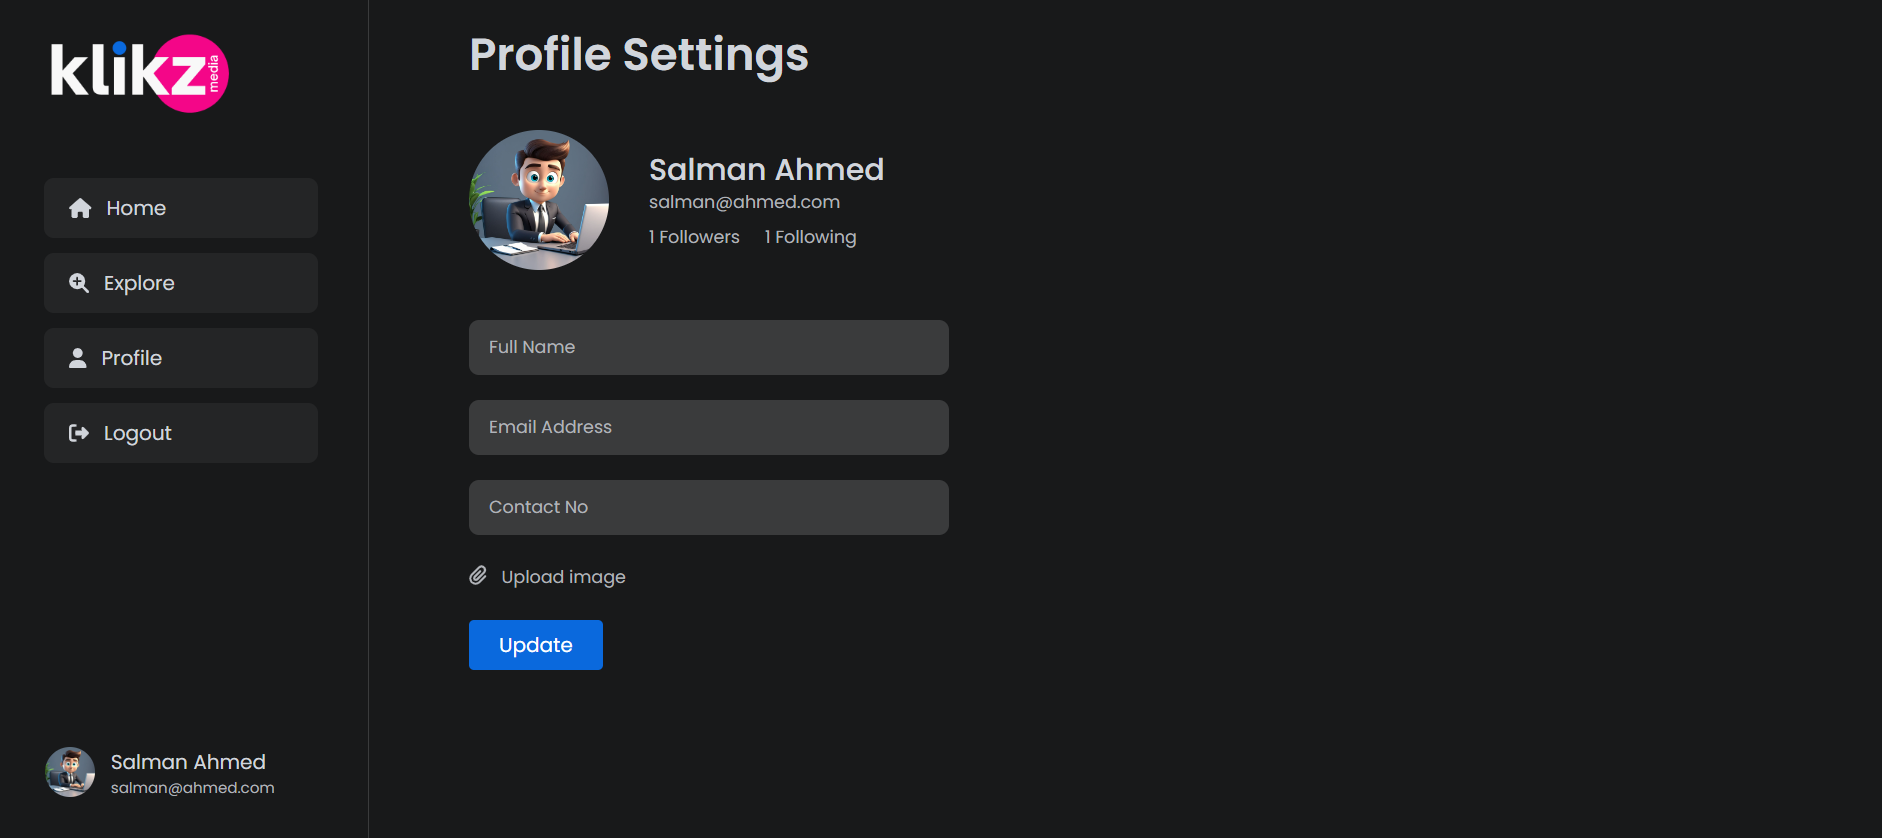 klikz media
Home
Explore
Profile
Logout
Salman Ahmed
salman@ahmed.com
Profile Settings
Salman Ahmed
salman@ahmed.com
1 Followers 1 Following
Full Name
Email Address
Contact No
Upload image
Update